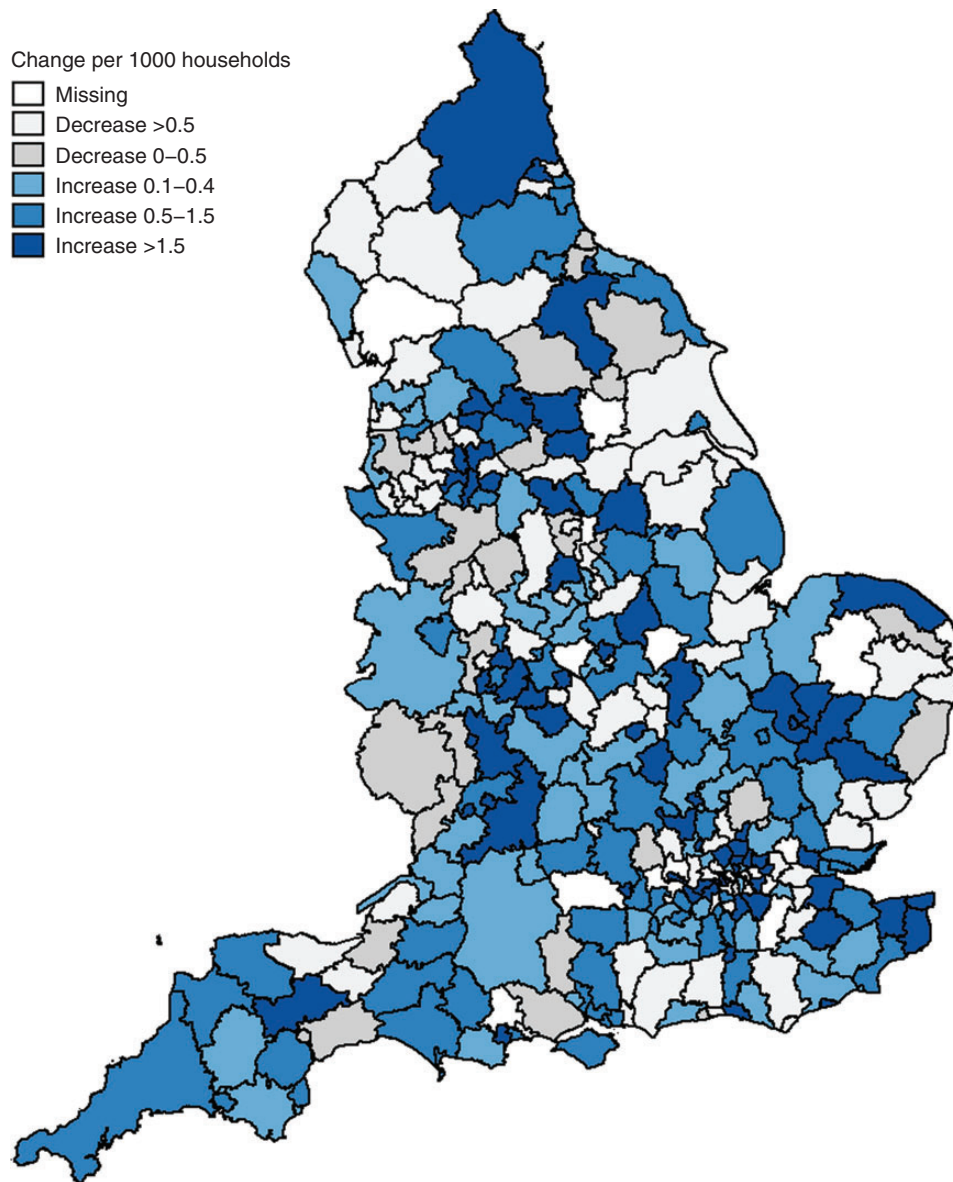 Change per 1000 households
Missing
Decrease >0.5
Decrease 0–0.5
Increase 0.1–0.4
Increase 0.5–1.5
Increase >1.5